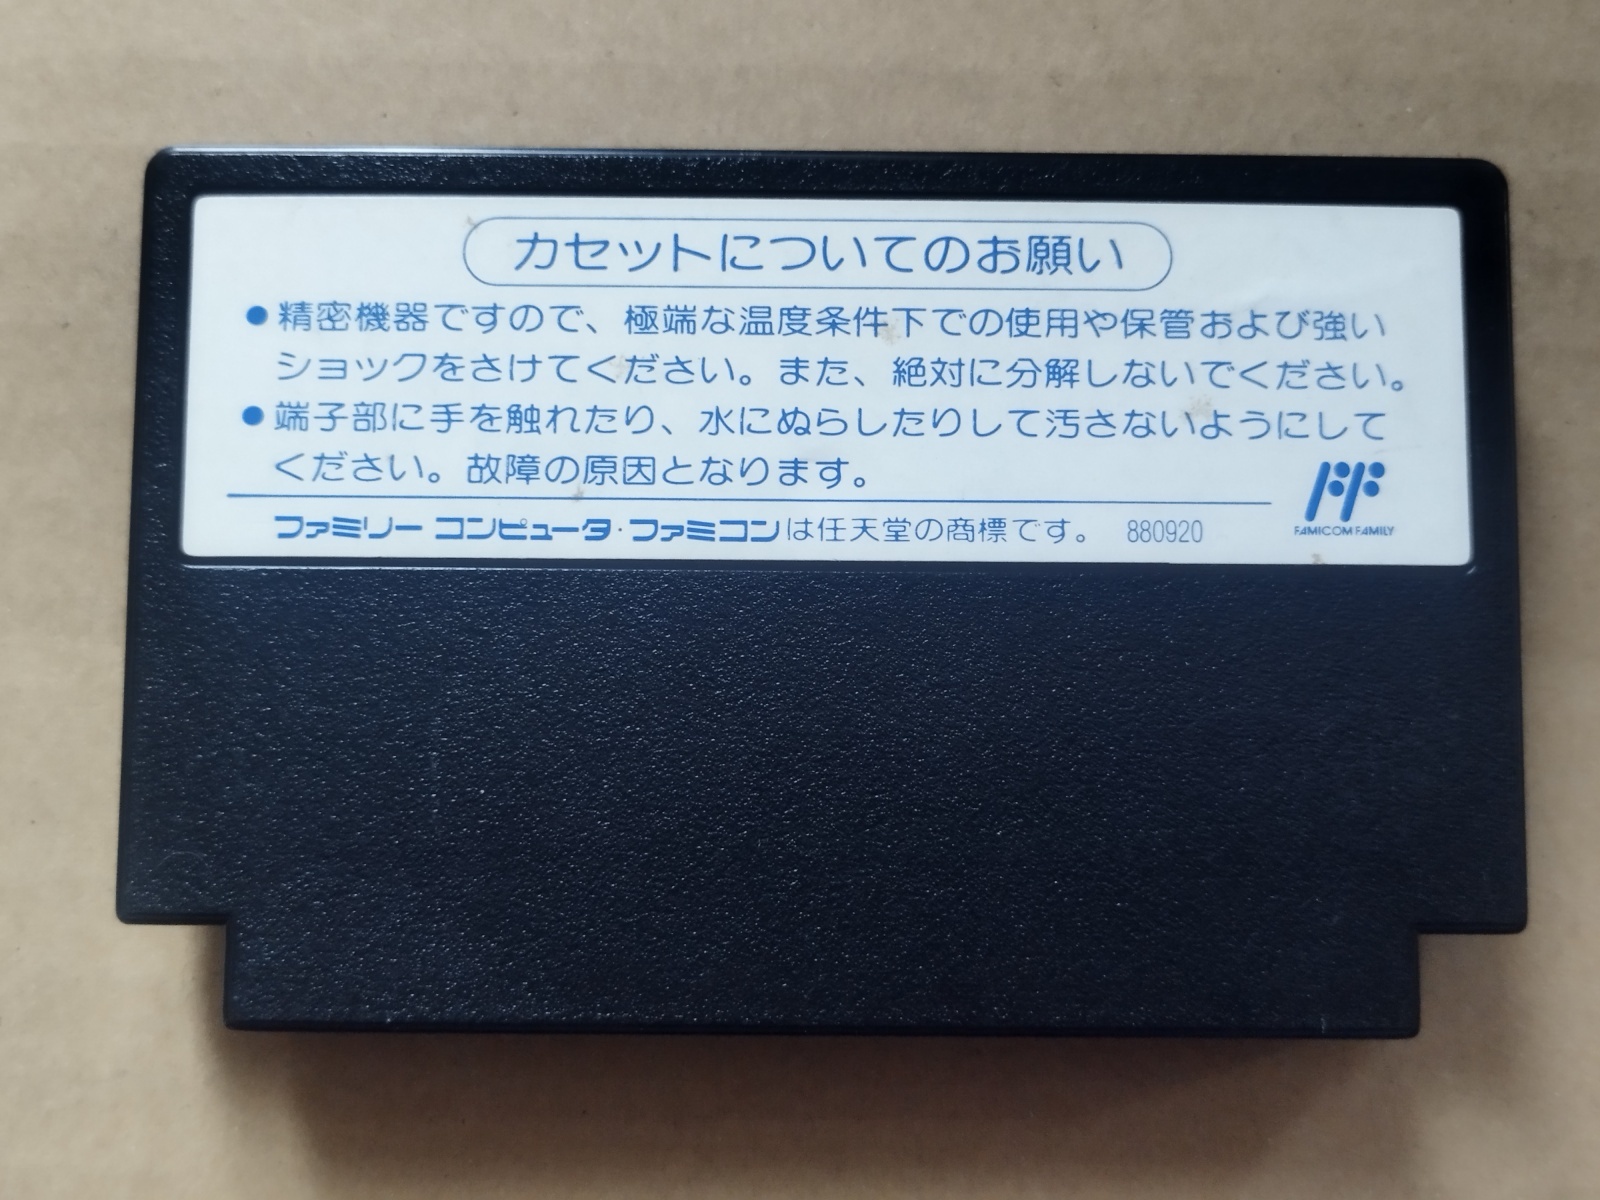 カセットについてのお願い
●精密機器ですので、極端な温度条件下での使用や保管および強い
ショックをさけてください。また、絶対に分解しないでください。
●端子部に手を触れたり、水にぬらしたりして汚さないようにして
ください。故障の原因となります。
ファミリー コンピュータ・ファミコンは任天堂の商標です。 880920
FAMICOM FAMILY